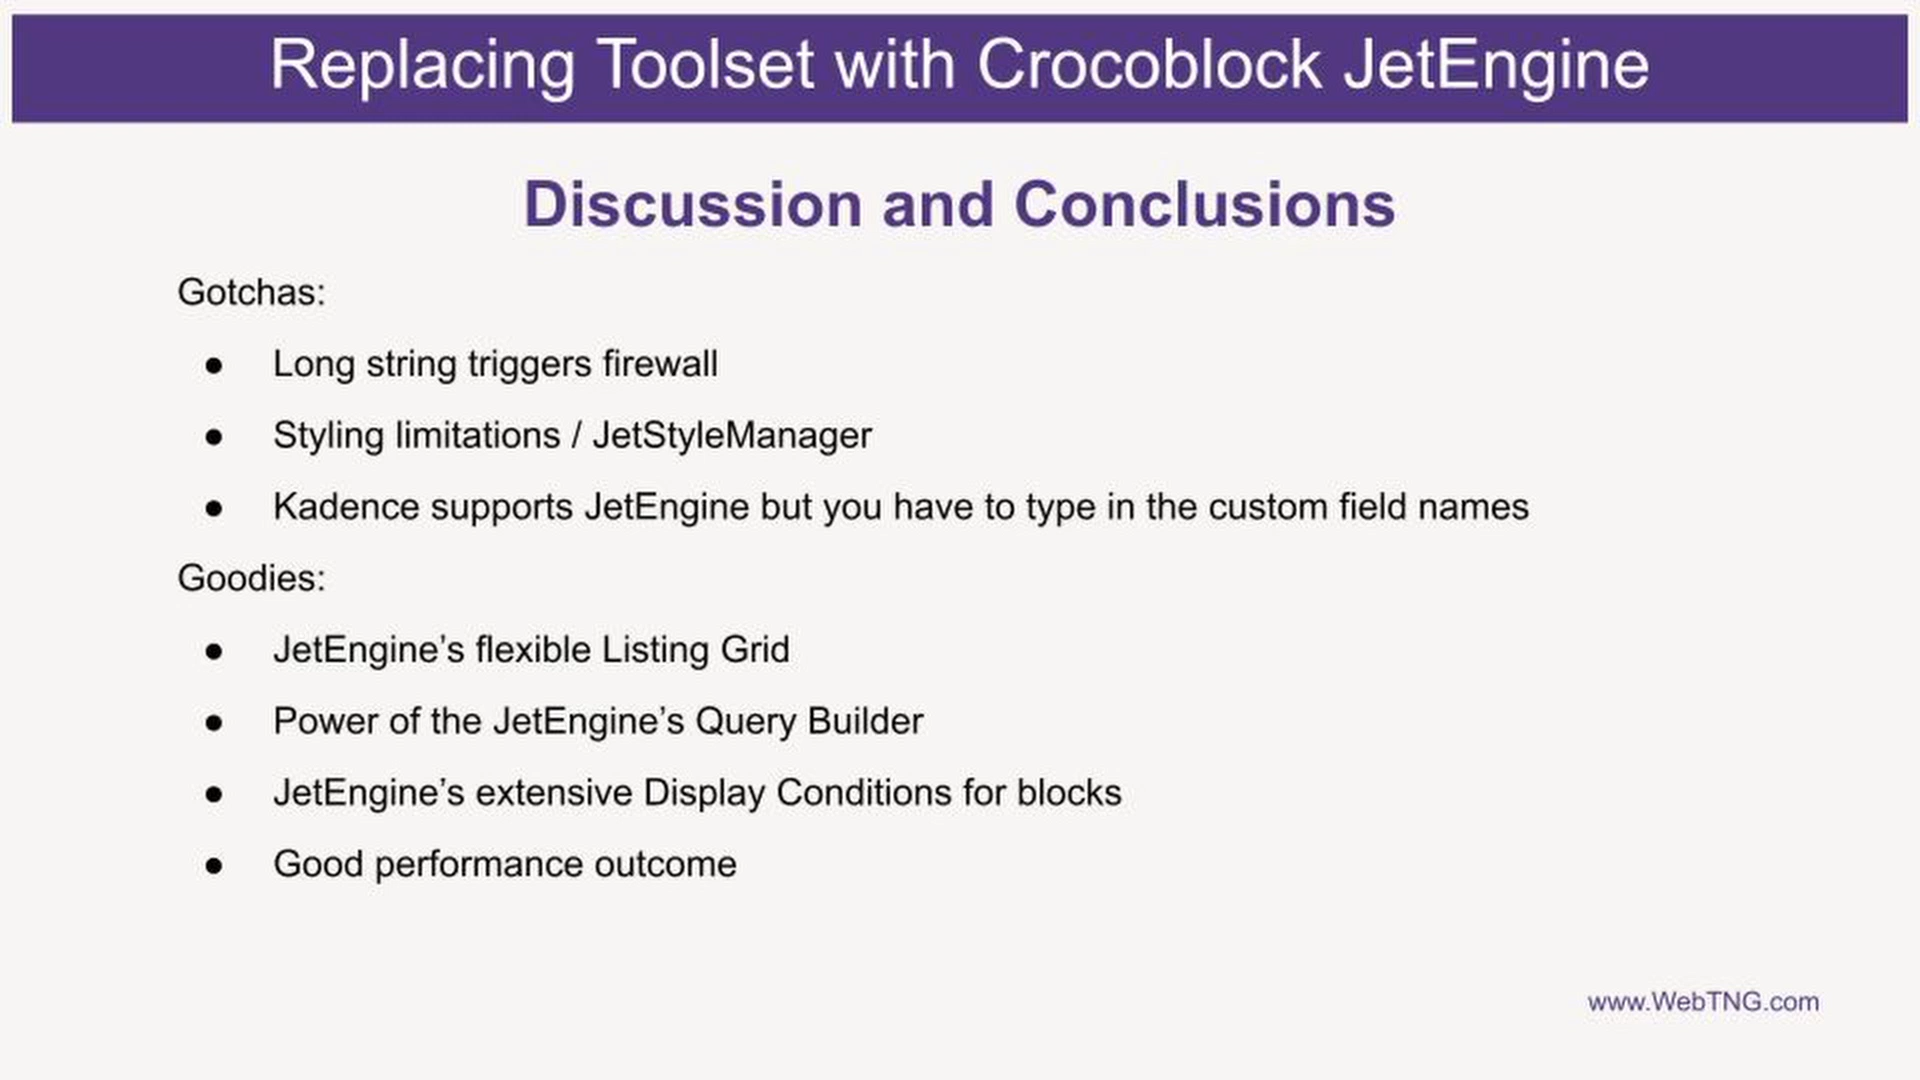 Replacing Toolset with Crocoblock JetEngine
Discussion and Conclusions
Gotchas:
● Long string triggers firewall
● Styling limitations / JetStyleManager
● Kadence supports JetEngine but you have to type in the custom field names
Goodies:
● JetEngine’s flexible Listing Grid
● Power of the JetEngine’s Query Builder
● JetEngine’s extensive Display Conditions for blocks
● Good performance outcome
www.WebTNG.com